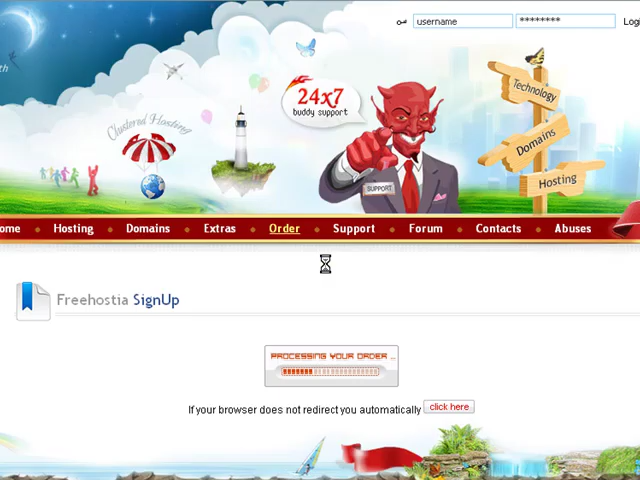 username
********
Logi
th
24x7
buddy support
Technology
Clustered Hosting
Domains
Hosting
SUPPORT
ome Hosting Domains Extras Order Support Forum Contacts Abuses
Freehostia SignUp
PROCESSING YOUR ORDER ...
If your browser does not redirect you automatically click here